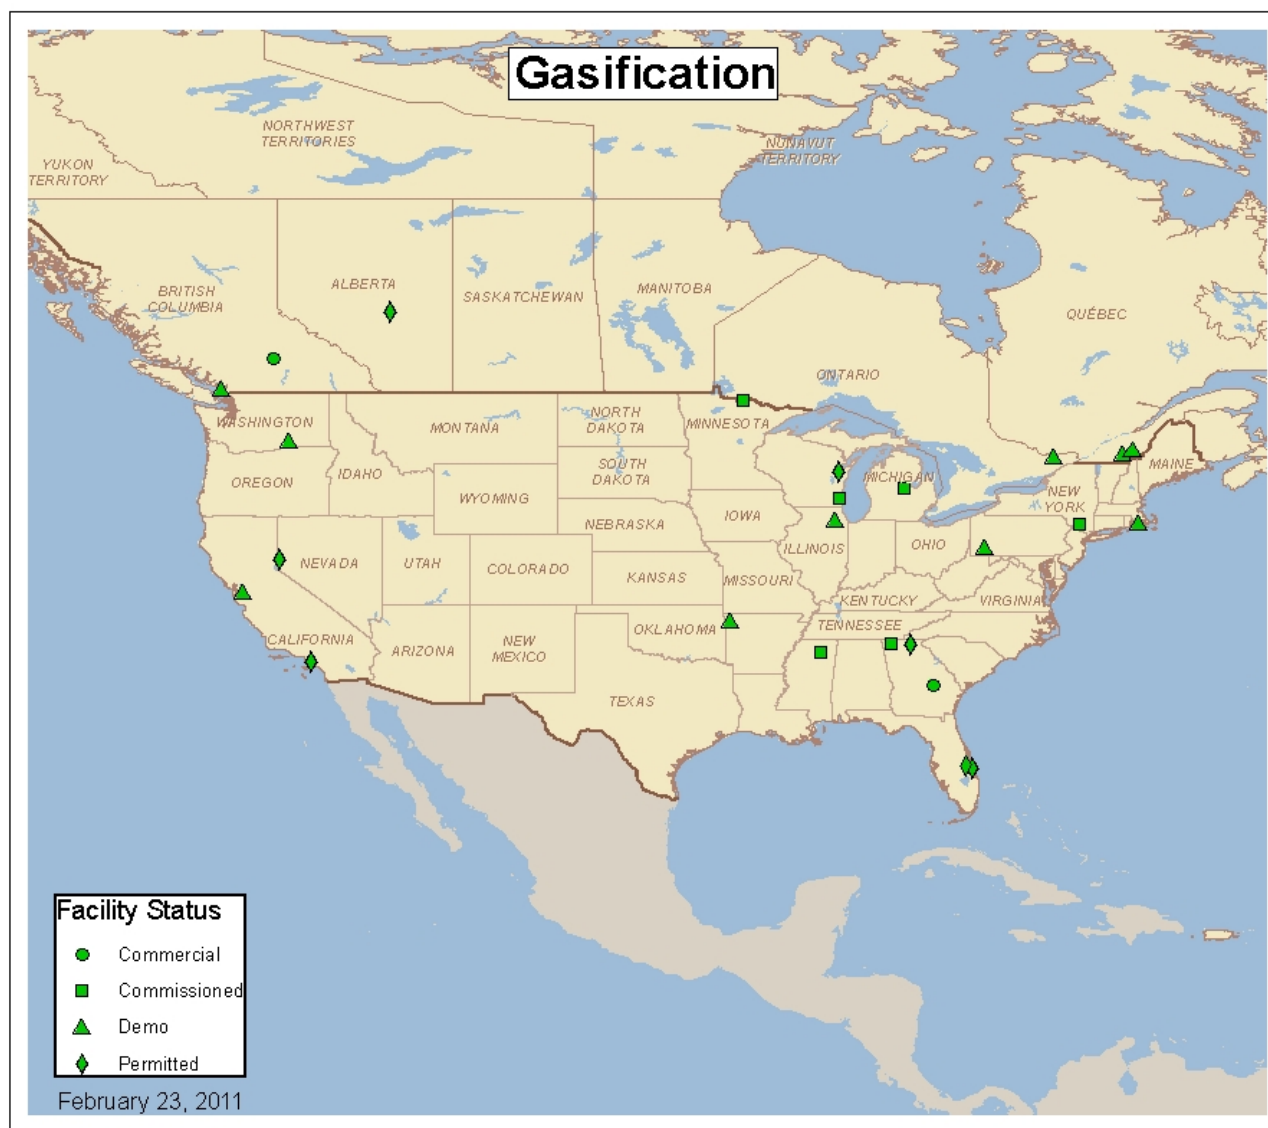 Gasification
NORTHWEST
TERRITORIES
NUNAVUT
TERRITORY
YUKON
TERRITORY
BRITISH
COLUMBIA
ALBERTA
SASKATCHEWAN
MANITOBA
QUÉBEC
ONTARIO
WASHINGTON
MONTANA
NORTH
DAKOTA
MINNESOTA
MAINE
OREGON
IDAHO
SOUTH
DAKOTA
MICHIGAN
WYOMING
NEW
YORK
NEBRASKA
IOWA
NEVADA
UTAH
COLORADO
KANSAS
ILLINOIS
OHIO
MISSOURI
KENTUCKY
VIRGINIA
CALIFORNIA
ARIZONA
NEW
MEXICO
OKLAHOMA
TENNESSEE
TEXAS
Facility Status
Commercial
Commissioned
Demo
Permitted
February 23, 2011